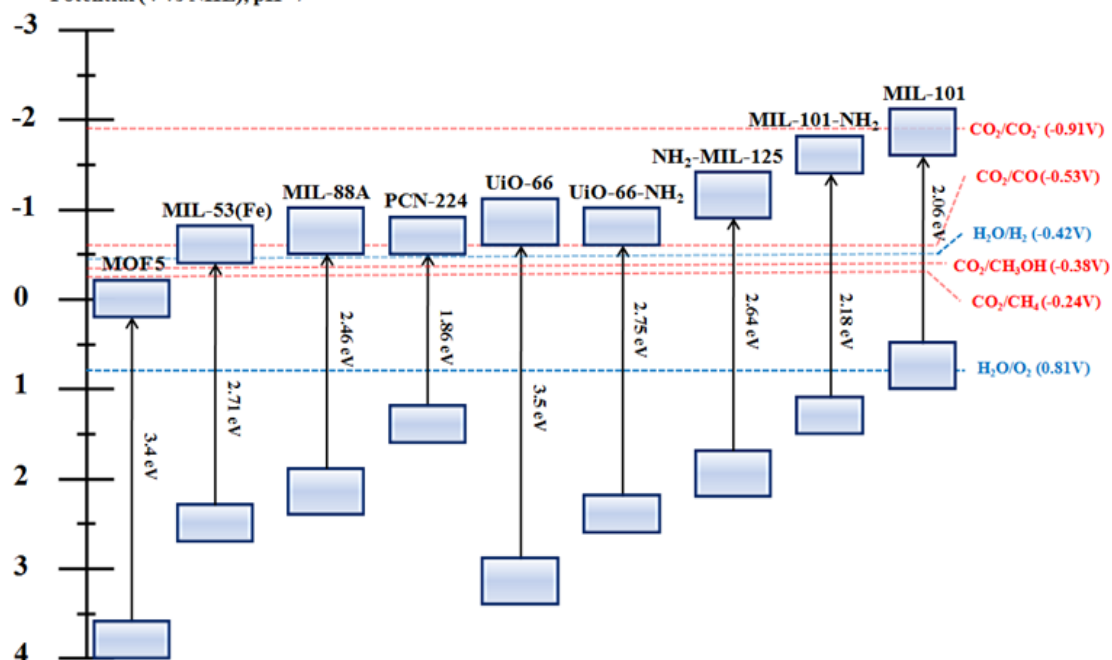 -3
-2
-1
0
1
2
3
4
MOF5
3.4 eV
MIL-53(Fe)
2.71 eV
MIL-88A
2.46 eV
PCN-224
1.86 eV
UiO-66
3.5 eV
UiO-66-NH₂
2.75 eV
NH₂-MIL-125
2.64 eV
MIL-101-NH₂
2.18 eV
MIL-101
2.06 eV
CO₂/CO₂⁻ (-0.91V)
CO₂/CO (-0.53V)
H₂O/H₂ (-0.42V)
CO₂/CH₃OH (-0.38V)
CO₂/CH₄ (-0.24V)
H₂O/O₂ (0.81V)